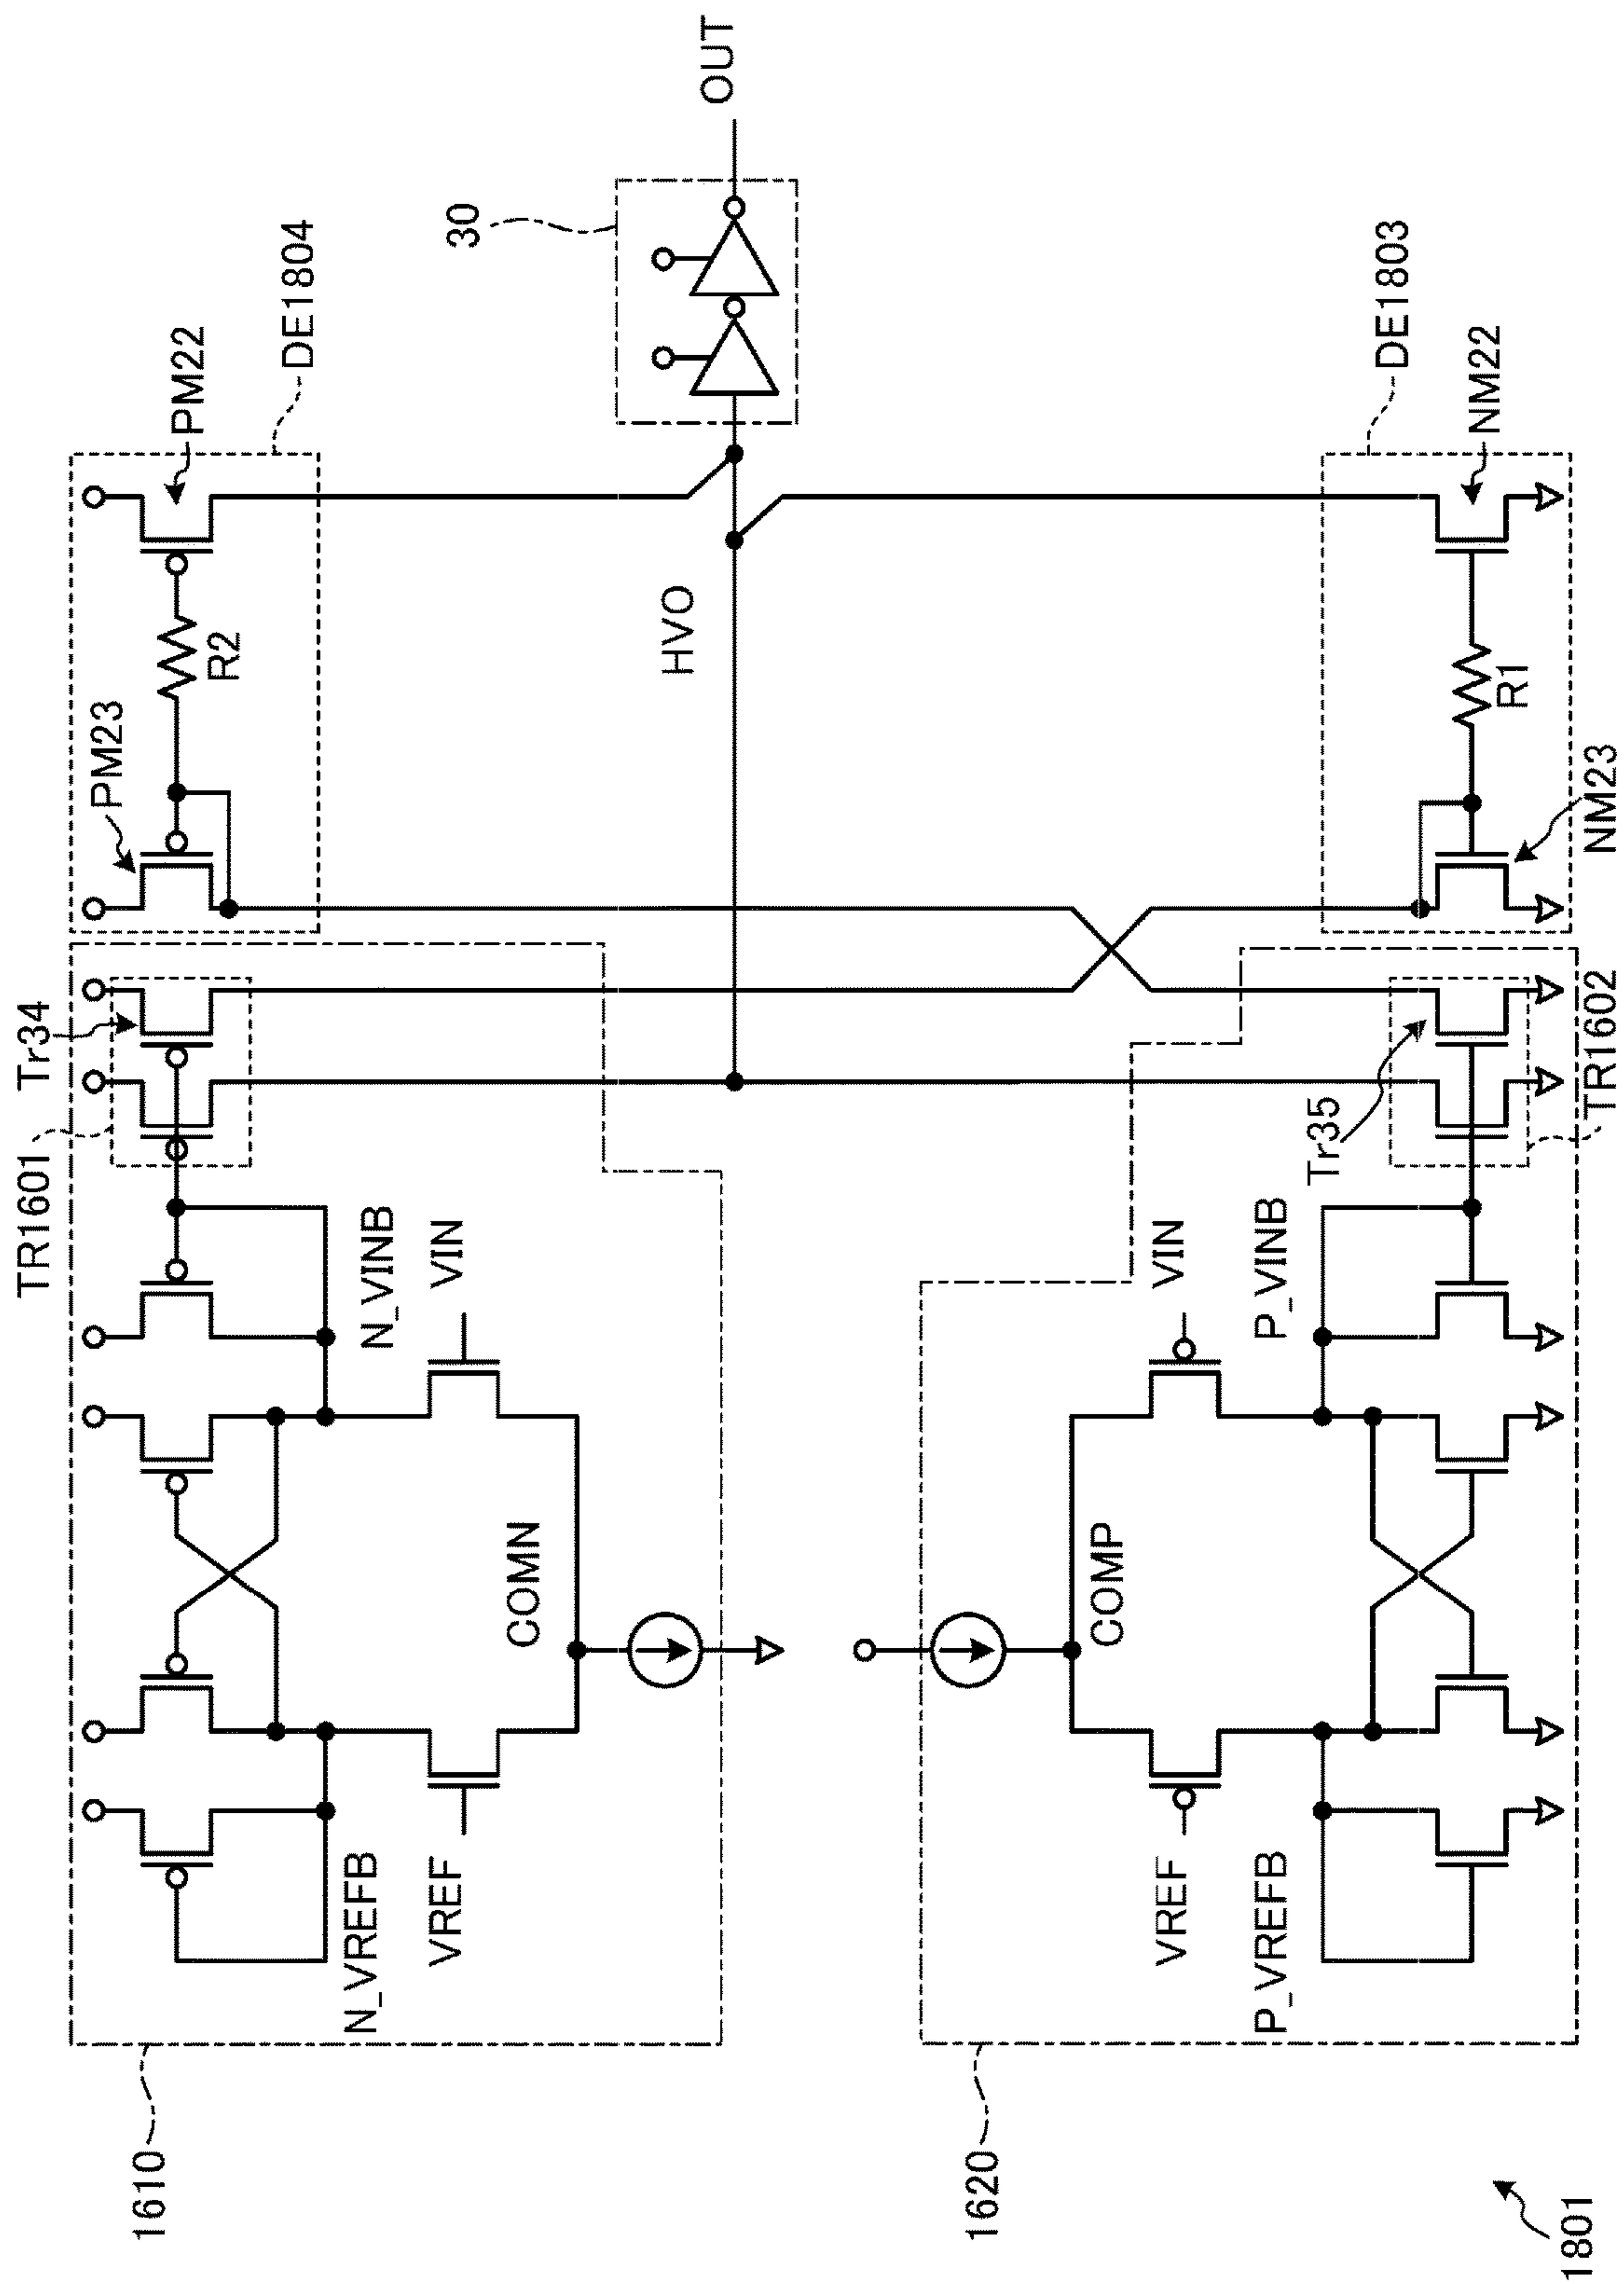 1801
1610
TR1601
Tr34
PM23
R2
PM22
DE1804
N_VREFB
N_VINB
VREF
VIN
COMN
HVO
30
OUT
1620
COMP
VREF
VIN
P_VREFB
P_VINB
Tr35
TR1602
NM23
R1
NM22
DE1803